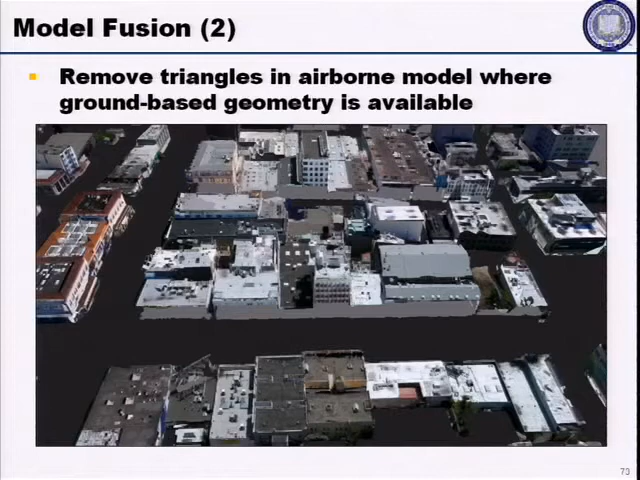 Model Fusion (2)
Remove triangles in airborne model where
ground-based geometry is available
73